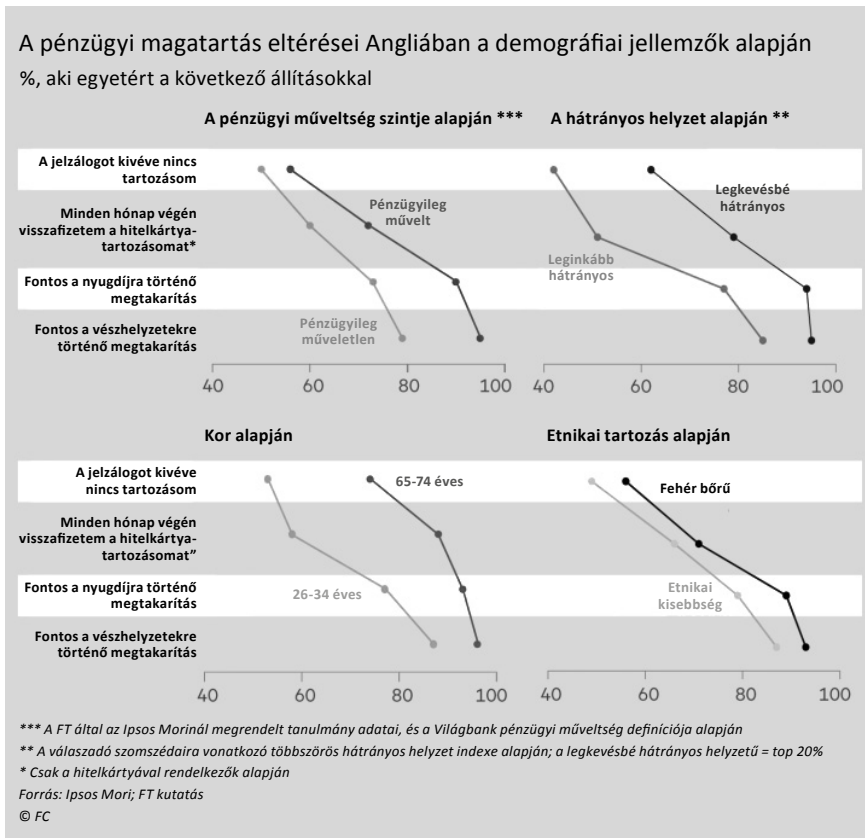 A pénzügyi magatartás eltérései Angliában a demográfiai jellemzők alapján
%, aki egyetért a következő állításokkal
A pénzügyi műveltség szintje alapján ***
A hátrányos helyzet alapján **
A jelzálogot kivéve nincs
tartozásom
Minden hónap végén
visszafizetem a hitelkártya-
tartozásomat*
Fontos a nyugdíjra történő
megtakarítás
Fontos a vészhelyzetekre
történő megtakarítás
Pénzügyileg
művelt
Pénzügyileg
műveletlen
40 60 80 100
Legkevésbé
hátrányos
Leginkább
hátrányos
40 60 80 100
Kor alapján
Etnikai tartozás alapján
A jelzálogot kivéve
nincs tartozásom
Minden hónap végén
visszafizetem a hitelkártya-
tartozásomat”
Fontos a nyugdíjra történő
megtakarítás
Fontos a vészhelyzetekre
történő megtakarítás
65-74 éves
26-34 éves
40 60 80 100
Fehér bőrű
Etnikai
kisebbség
40 60 80 100
*** A FT által az Ipsos Morinál megrendelt tanulmány adatai, és a Világbank pénzügyi műveltség definíciója alapján
** A válaszadó szomszédaira vonatkozó többszörös hátrányos helyzet indexe alapján; a legkevésbé hátrányos helyzetű = top 20%
* Csak a hitelkártyával rendelkezők alapján
Forrás: Ipsos Mori; FT kutatás
© FC